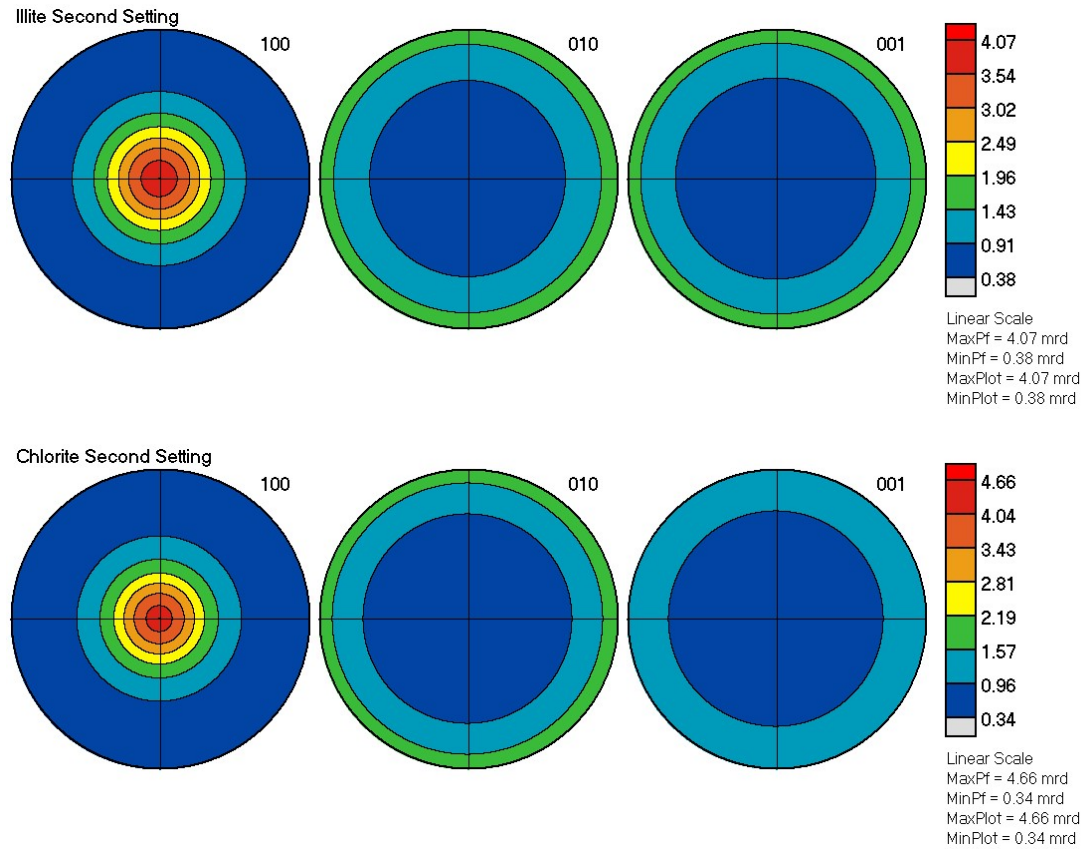 Illite Second Setting
100
010
001
4.07
3.54
3.02
2.49
1.96
1.43
0.91
0.38
Linear Scale
MaxPf = 4.07 mrd
MinPf = 0.38 mrd
MaxPlot = 4.07 mrd
MinPlot = 0.38 mrd
Chlorite Second Setting
100
010
001
4.66
4.04
3.43
2.81
2.19
1.57
0.96
0.34
Linear Scale
MaxPf = 4.66 mrd
MinPf = 0.34 mrd
MaxPlot = 4.66 mrd
MinPlot = 0.34 mrd